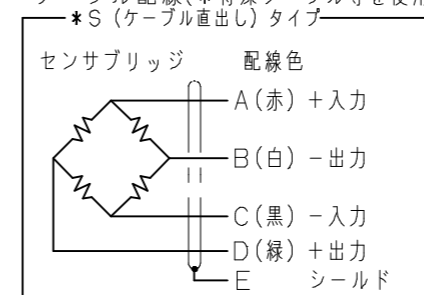 *S(ケーブル直出し)タイプ
センサブリッジ 配線色
A(赤) +入力
B(白) -出力
C(黒) -入力
D(緑) +出力
E シールド